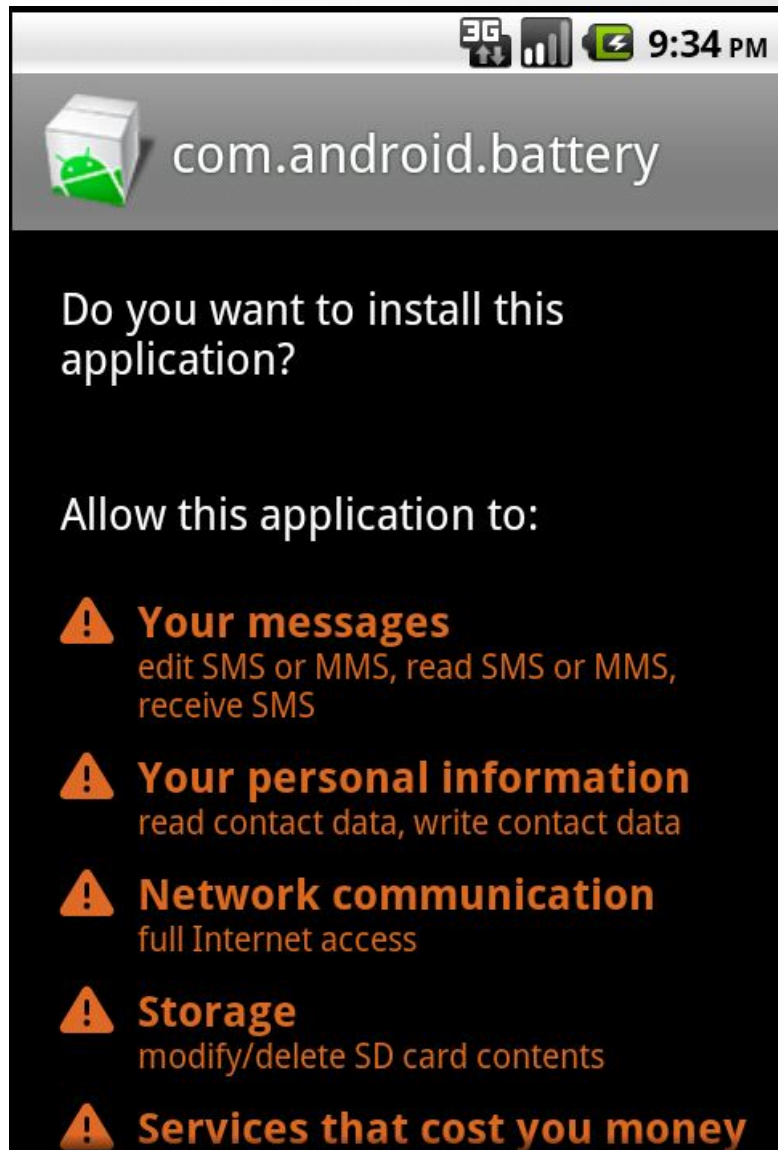 3G 9:34 PM
com.android.battery
Do you want to install this
application?
Allow this application to:
Your messages
edit SMS or MMS, read SMS or MMS,
receive SMS
Your personal information
read contact data, write contact data
Network communication
full Internet access
Storage
modify/delete SD card contents
Services that cost you money